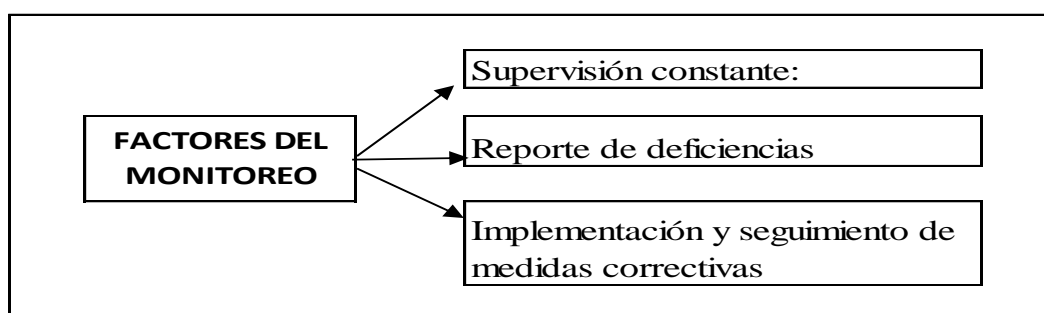 FACTORES DEL
MONITOREO
Supervisión constante:
Reporte de deficiencias
Implementación y seguimiento de
medidas correctivas